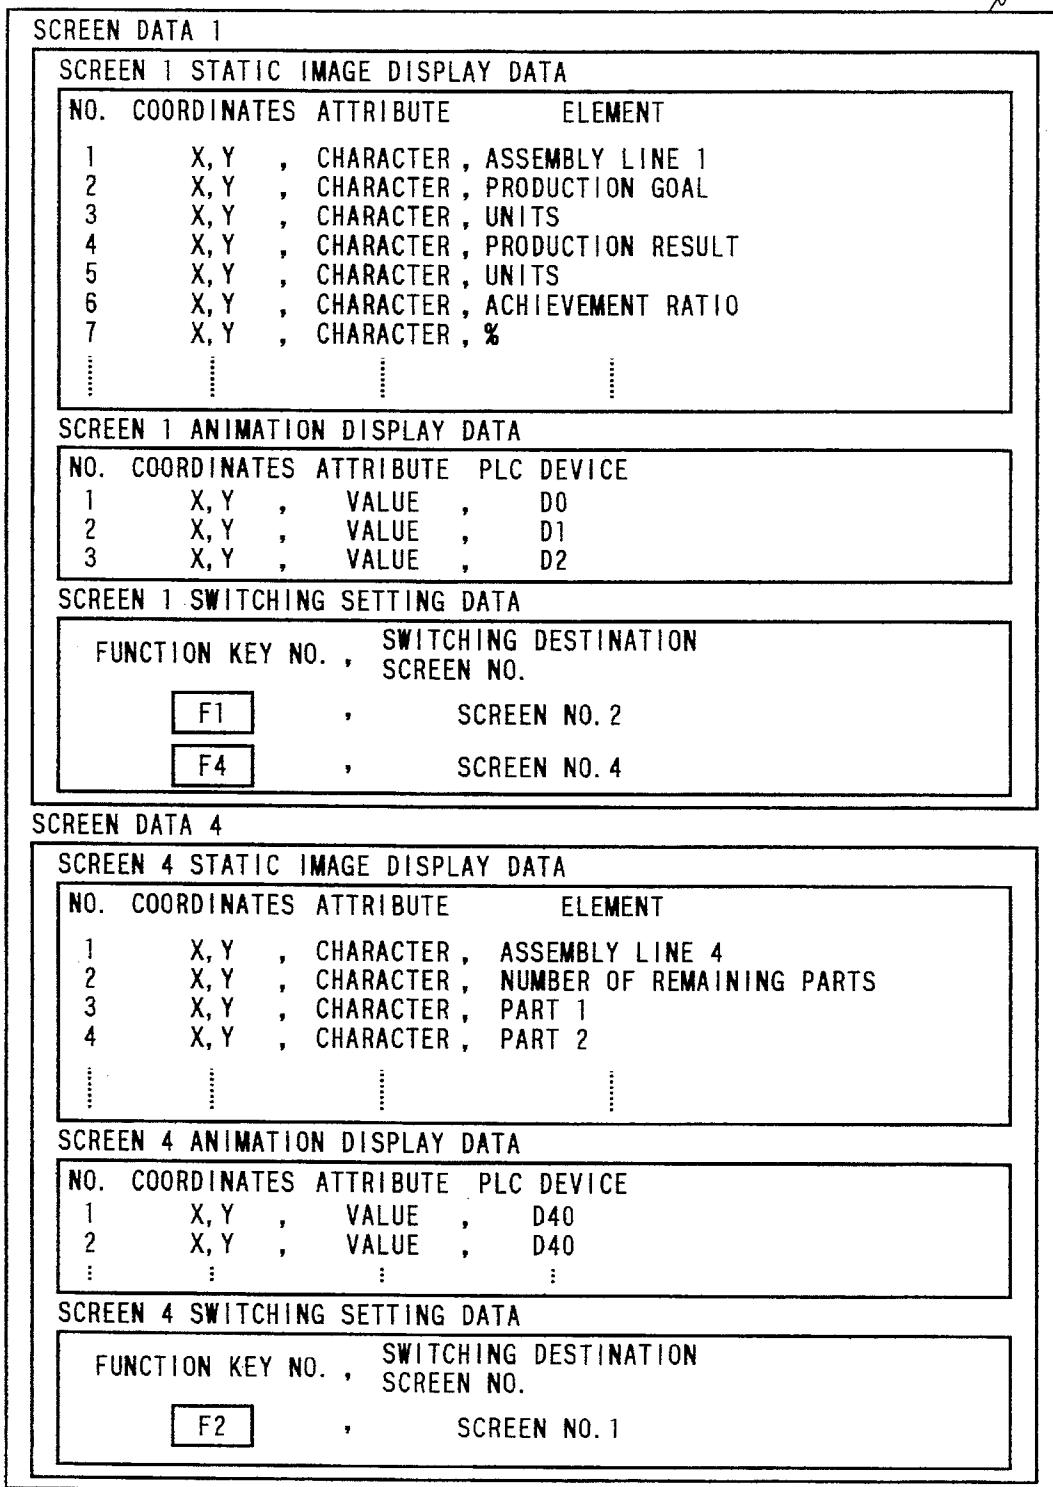 SCREEN DATA 1
SCREEN 1 STATIC IMAGE DISPLAY DATA
NO. COORDINATES ATTRIBUTE ELEMENT
1 X, Y , CHARACTER , ASSEMBLY LINE 1
2 X, Y , CHARACTER , PRODUCTION GOAL
3 X, Y , CHARACTER , UNITS
4 X, Y , CHARACTER , PRODUCTION RESULT
5 X, Y , CHARACTER , UNITS
6 X, Y , CHARACTER , ACHIEVEMENT RATIO
7 X, Y , CHARACTER , %
SCREEN 1 ANIMATION DISPLAY DATA
NO. COORDINATES ATTRIBUTE PLC DEVICE
1 X, Y , VALUE , D0
2 X, Y , VALUE , D1
3 X, Y , VALUE , D2
SCREEN 1 SWITCHING SETTING DATA
FUNCTION KEY NO. , SWITCHING DESTINATION
SCREEN NO.
F1 , SCREEN NO. 2
F4 , SCREEN NO. 4
SCREEN DATA 4
SCREEN 4 STATIC IMAGE DISPLAY DATA
NO. COORDINATES ATTRIBUTE ELEMENT
1 X, Y , CHARACTER , ASSEMBLY LINE 4
2 X, Y , CHARACTER , NUMBER OF REMAINING PARTS
3 X, Y , CHARACTER , PART 1
4 X, Y , CHARACTER , PART 2
SCREEN 4 ANIMATION DISPLAY DATA
NO. COORDINATES ATTRIBUTE PLC DEVICE
1 X, Y , VALUE , D40
2 X, Y , VALUE , D40
SCREEN 4 SWITCHING SETTING DATA
FUNCTION KEY NO. , SWITCHING DESTINATION
SCREEN NO.
F2 , SCREEN NO. 1